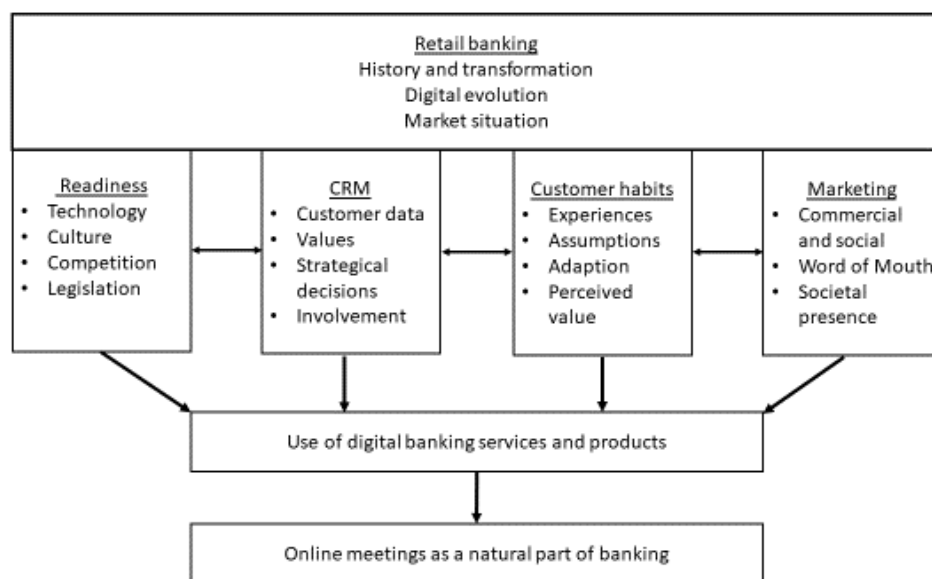 Retail banking
History and transformation
Digital evolution
Market situation
Readiness
• Technology
• Culture
• Competition
• Legislation
CRM
• Customer data
• Values
• Strategical
decisions
• Involvement
Customer habits
• Experiences
• Assumptions
• Adaption
• Perceived
value
Marketing
• Commercial
and social
• Word of Mouth
• Societal
presence
Use of digital banking services and products
Online meetings as a natural part of banking